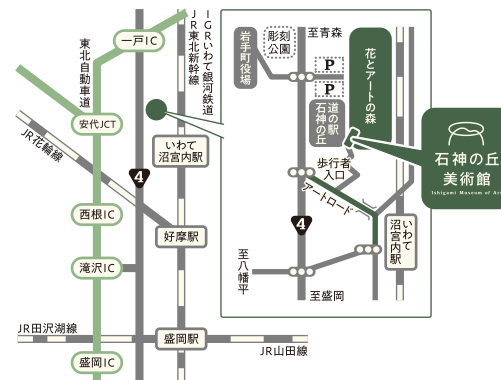 一戸IC
東北自動車道
JR東北新幹線
IGRいわて銀河鉄道
安代JCT
JR花輪線
いわて
沼宮内駅
4
西根IC
好摩駅
滝沢IC
JR田沢湖線
盛岡駅
JR山田線
盛岡IC
岩手町役場
彫刻
公園
至青森
P
P
花とアートの森
道の駅
石神の丘
歩行者
入口
アートロード
4
いわて
沼宮内駅
至八幡平
至盛岡
石神の丘
美術館
Ishigami Museum of Art